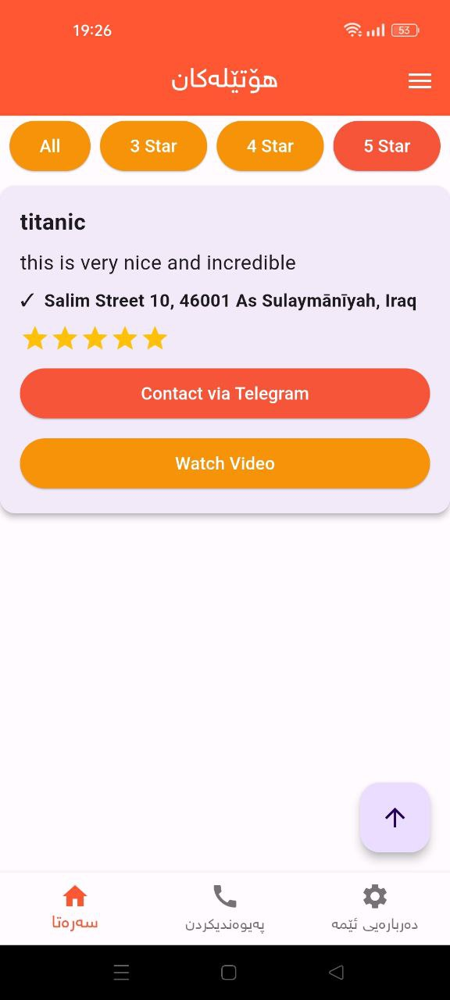 19:26
53
هۆتێلەکان
All
3 Star
4 Star
5 Star
titanic
this is very nice and incredible
✓ Salim Street 10, 46001 As Sulaymānīyah, Iraq
Contact via Telegram
Watch Video
سەرەتا
پەیوەندیکردن
دەربارەیی ئێمە